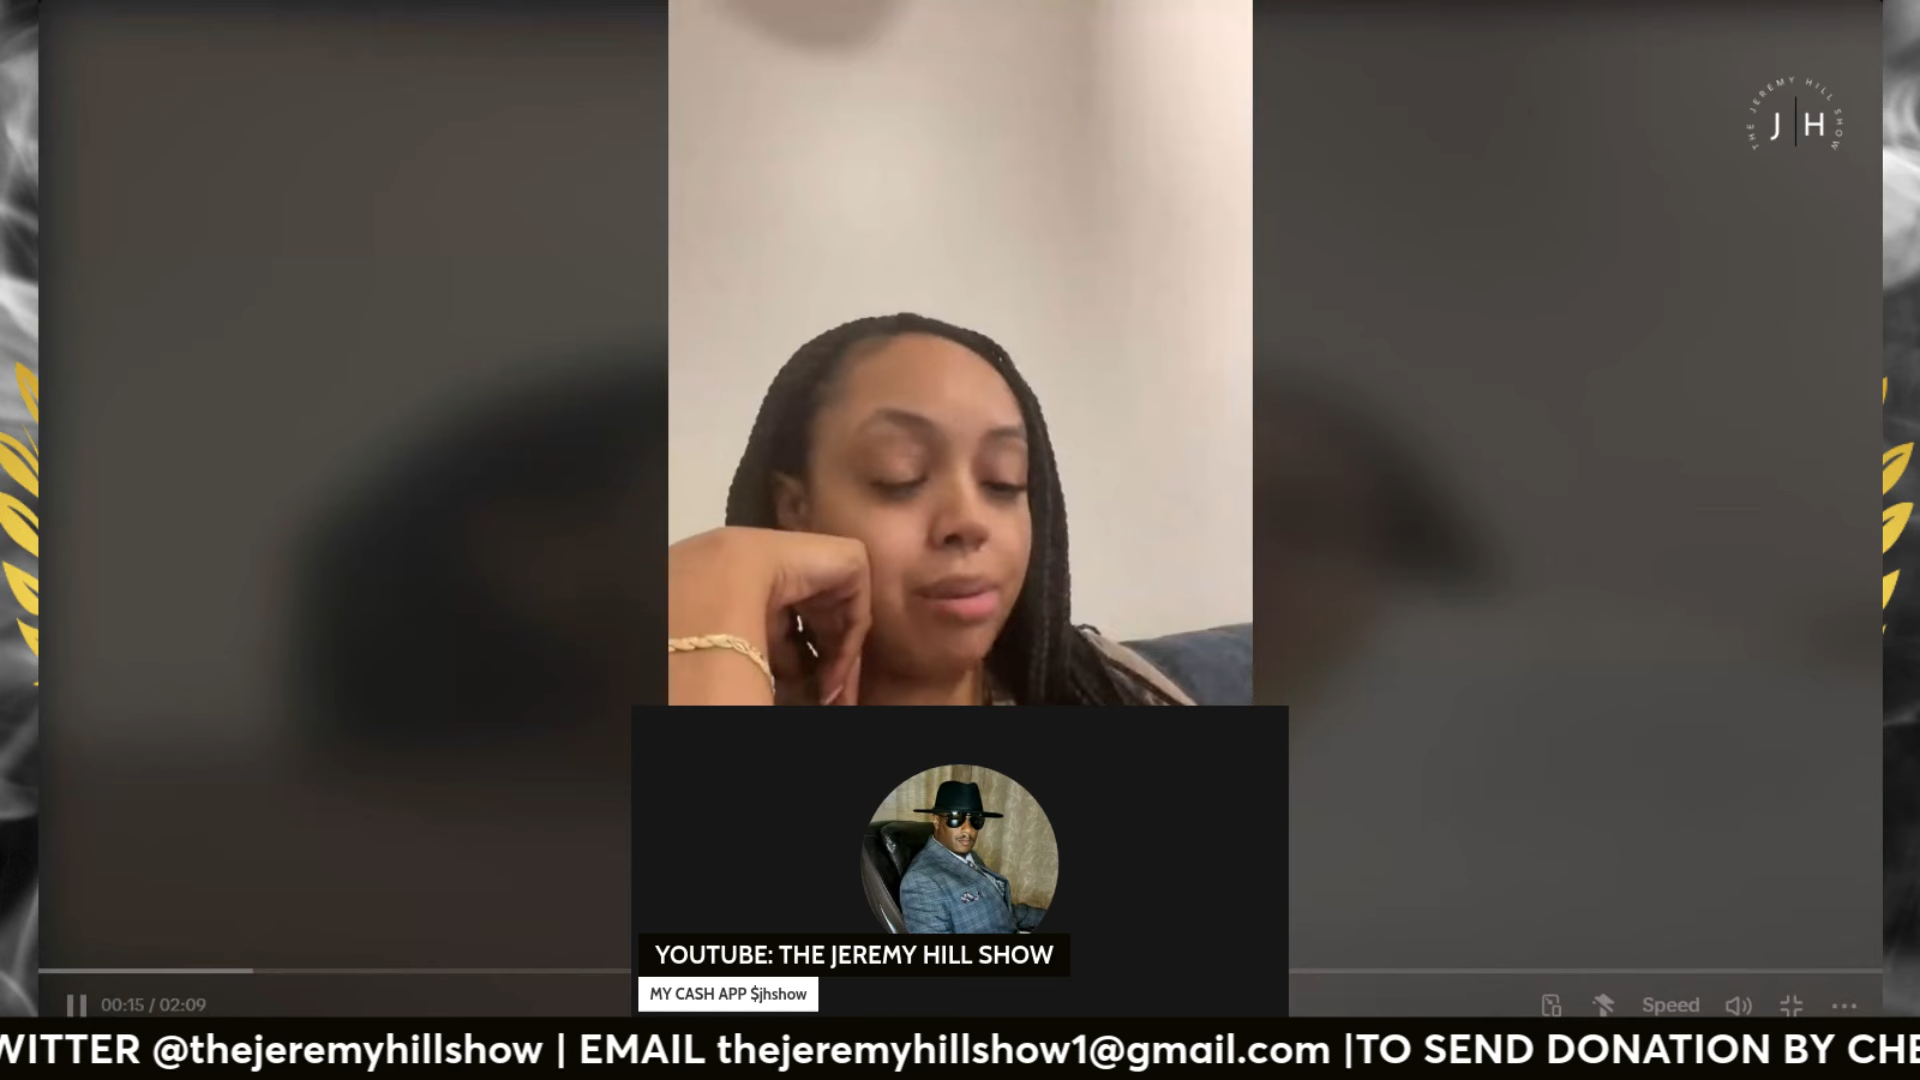 THE JEREMY HILL SHOW
J H
YOUTUBE: THE JEREMY HILL SHOW
MY CASH APP $jhshow
00:15 / 02:09
Speed
WITTER @thejeremyhillshow | EMAIL thejeremyhillshow1@gmail.com |TO SEND DONATION BY CHE